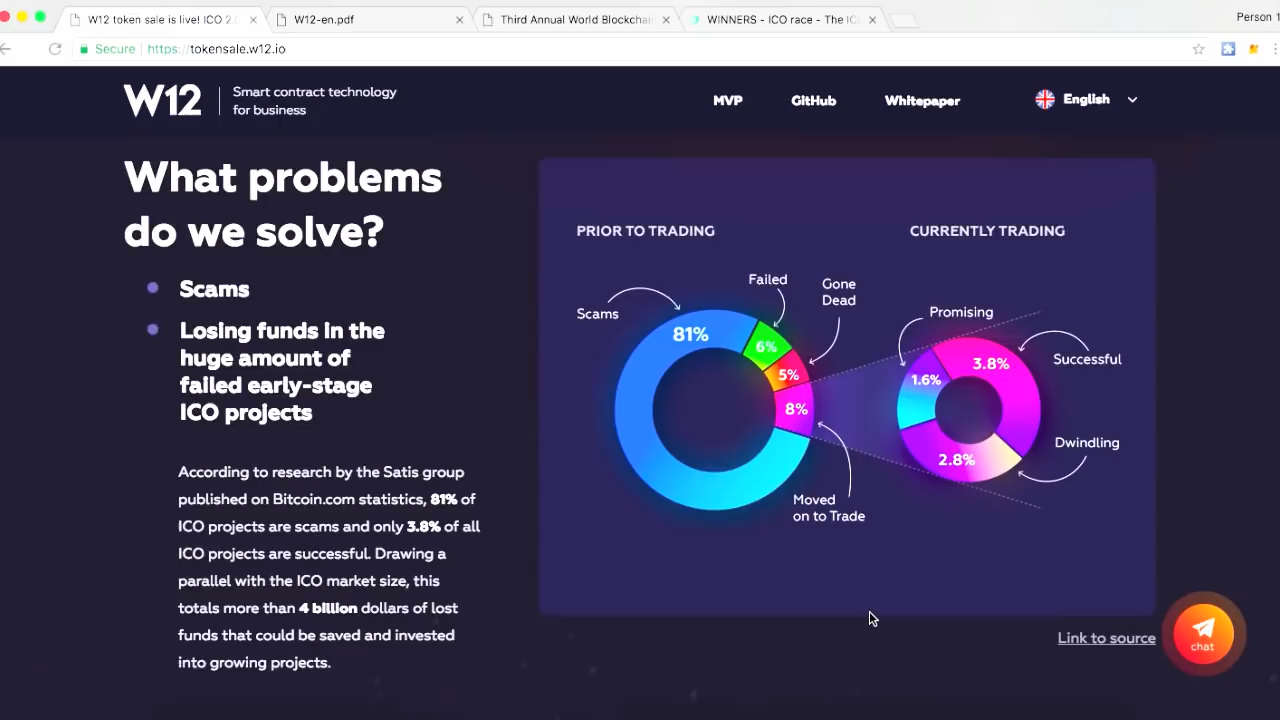 W12 token sale is live! ICO 2.
W12-en.pdf
Third Annual World Blockchai
WINNERS - ICO race - The IC
Person 1
Secure
https://tokensale.w12.io
W12
Smart contract technology
for business
MVP
GitHub
Whitepaper
English
What problems
do we solve?
Scams
Losing funds in the
huge amount of
failed early-stage
ICO projects
According to research by the Satis group
published on Bitcoin.com statistics, 81% of
ICO projects are scams and only 3.8% of all
ICO projects are successful. Drawing a
parallel with the ICO market size, this
totals more than 4 billion dollars of lost
funds that could be saved and invested
into growing projects.
PRIOR TO TRADING
CURRENTLY TRADING
Scams
Failed
Gone
Dead
81%
6%
5%
8%
Moved
on to Trade
Promising
Successful
Dwindling
3.8%
1.6%
2.8%
Link to source
chat